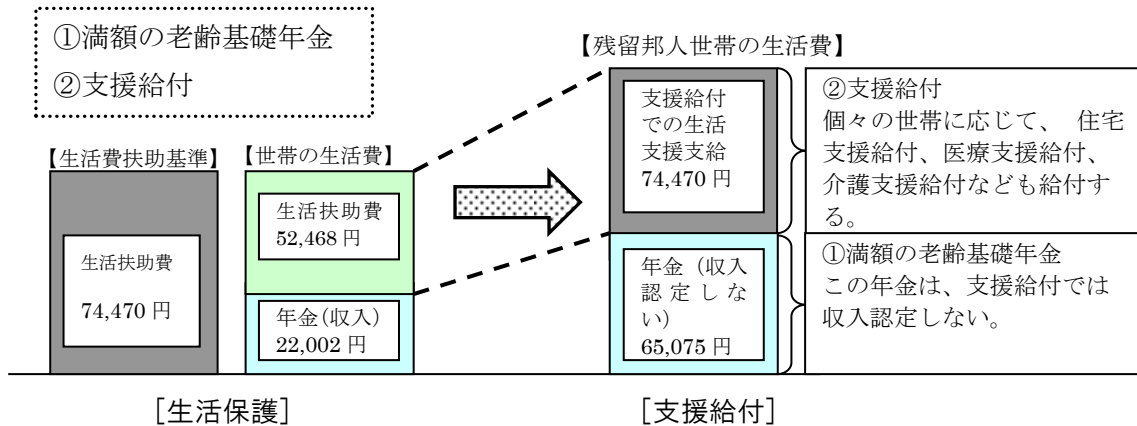 ①満額の老齢基礎年金
②支援給付
【生活費扶助基準】
生活扶助費
74,470 円
【世帯の生活費】
生活扶助費
52,468 円
年金(収入)
22,002 円
【残留邦人世帯の生活費】
支援給付
での生活
支援支給
74,470 円
年金（収入
認定しな
い）
65,075 円
②支援給付
個々の世帯に応じて、 住宅
支援給付、医療支援給付、
介護支援給付なども給付す
る。
①満額の老齢基礎年金
この年金は、支援給付では
収入認定しない。
［生活保護］
［支援給付］